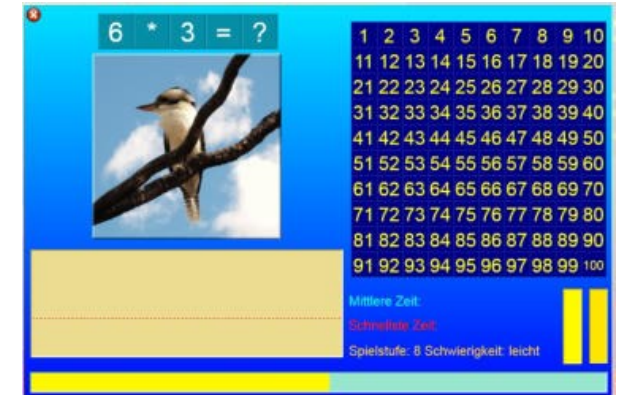 6 * 3 = ?
1 2 3 4 5 6 7 8 9 10
11 12 13 14 15 16 17 18 19 20
21 22 23 24 25 26 27 28 29 30
31 32 33 34 35 36 37 38 39 40
41 42 43 44 45 46 47 48 49 50
51 52 53 54 55 56 57 58 59 60
61 62 63 64 65 66 67 68 69 70
71 72 73 74 75 76 77 78 79 80
81 82 83 84 85 86 87 88 89 90
91 92 93 94 95 96 97 98 99 100
Mittlere Zeit:
Schnellste Zeit:
Spielstufe: 8 Schwierigkeit: leicht